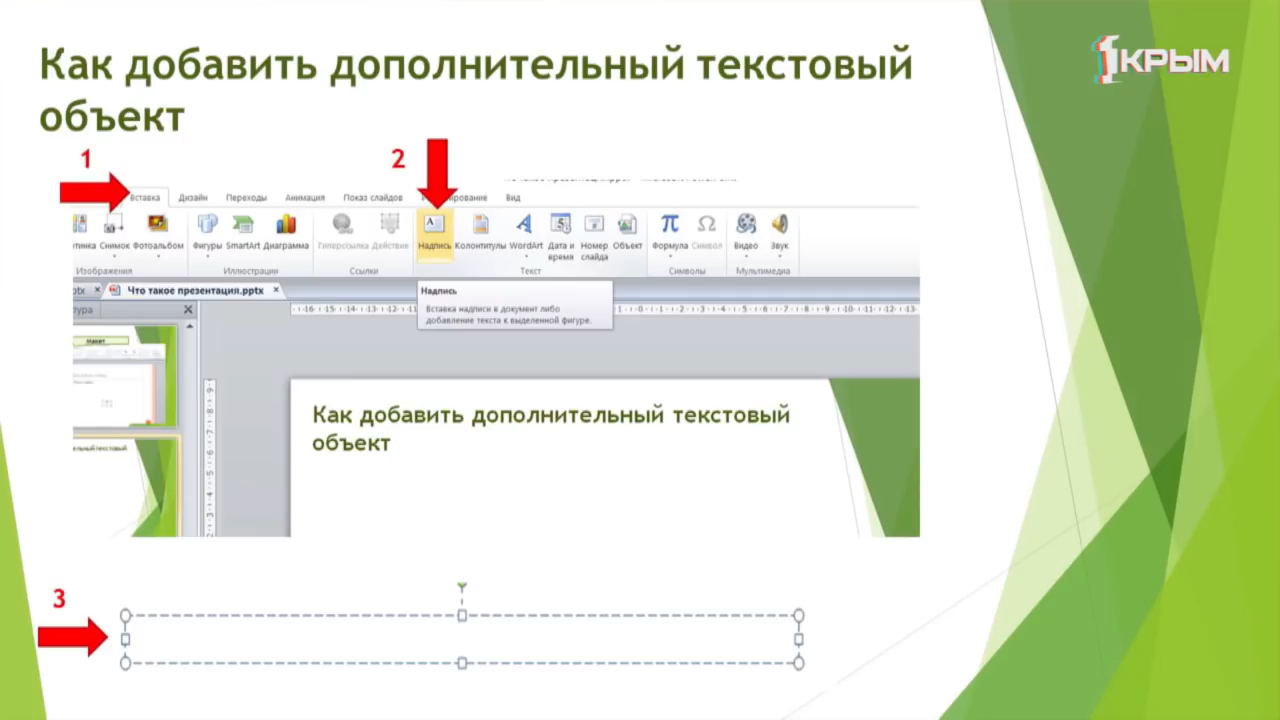 Как добавить дополнительный текстовый
объект
1КРЫМ
1
2
Вставка Дизайн Переходы Анимация Показ слайдов Вид
Снимок Фотоальбом Фигуры SmartArt Диаграмма Гиперссылка Действие Надпись Колонтитулы WordArt Дата и Номер Объект Формула Символ Видео Звук
время слайда
Изображения Иллюстрации Ссылки Текст Символы Мультимедиа
Что такое презентация.pptx
Надпись
Вставка надписи в документ либо
добавление текста к выделенной фигуре.
Макет
Как добавить дополнительный текстовый
объект
3